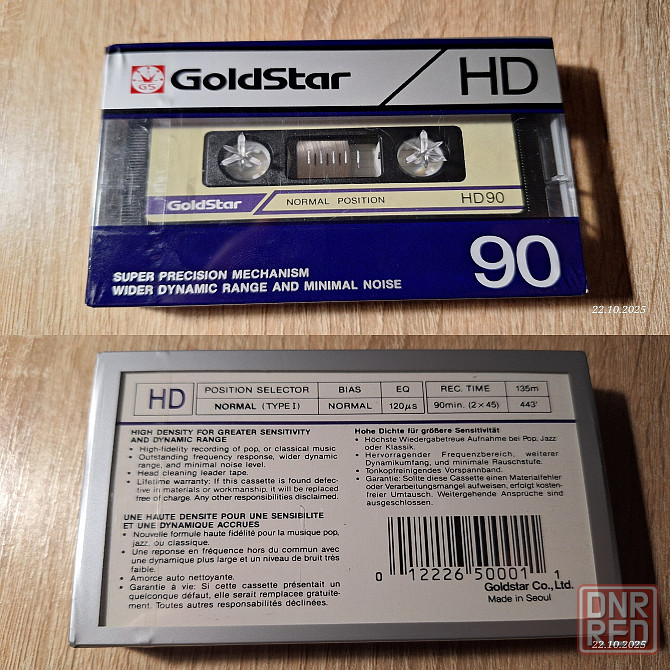 GS
GoldStar
HD
GoldStar
NORMAL POSITION
HD90
SUPER PRECISION MECHANISM
WIDER DYNAMIC RANGE AND MINIMAL NOISE
90
22.10.2025
HD
POSITION SELECTOR BIAS EQ
NORMAL (TYPE I) NORMAL 120μs
REC. TIME 135m
90min. (2×45) 443'
HIGH DENSITY FOR GREATER SENSITIVITY
AND DYNAMIC RANGE
• High-fidelity recording of pop, or classical music
• Outstanding frequency response, wider dynamic
range, and minimal noise level.
• Head cleaning leader tape.
• Lifetime warranty: If this cassette is found defec-
tive in materials or workmanship, it will be replaced
free of charge. Any other responsibilities disclaimed.
UNE HAUTE DENSITE POUR UNE SENSIBILITE
ET UNE DYNAMIQUE ACCRUES
• Nouvelle formule haute fidélité pour la musique pop,
jazz, ou classique.
• Une reponse en fréquence hors du commun avec
une dynamique plus large et un niveau de bruit très
faible.
• Amorce auto nettoyante.
• Garantie à vie: Si cette cassette présentait un
quelconque défaut, elle serait remplacée gratuite-
ment. Toutes autres responsabilités déclinées.
Hohe Dichte für größere Sensitivität
• Höchste Wiedergabetreue Aufnahme bei Pop, Jazz
oder Klassik.
• Hervorragender Frequenzbereich, weiterer
Dynamikumfang, und minimale Rauschstufe.
• Tonkopfreinigendes Vorspannband.
• Garantie: Sollte diese Cassette einen Materialfehler
oder Verarbeitungsmangel aufweisen, erfolgt kosten-
freier Umtausch. Weitergehende Ansprüche sind
ausgeschlossen.
0 12226 50001 1
Goldstar Co., Ltd.
Made in Seoul
DNR
RED
22.10.2025